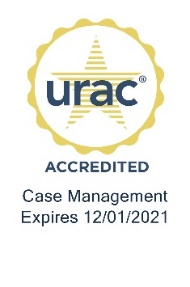 urac®
ACCREDITED
Case Management
Expires 12/01/2021